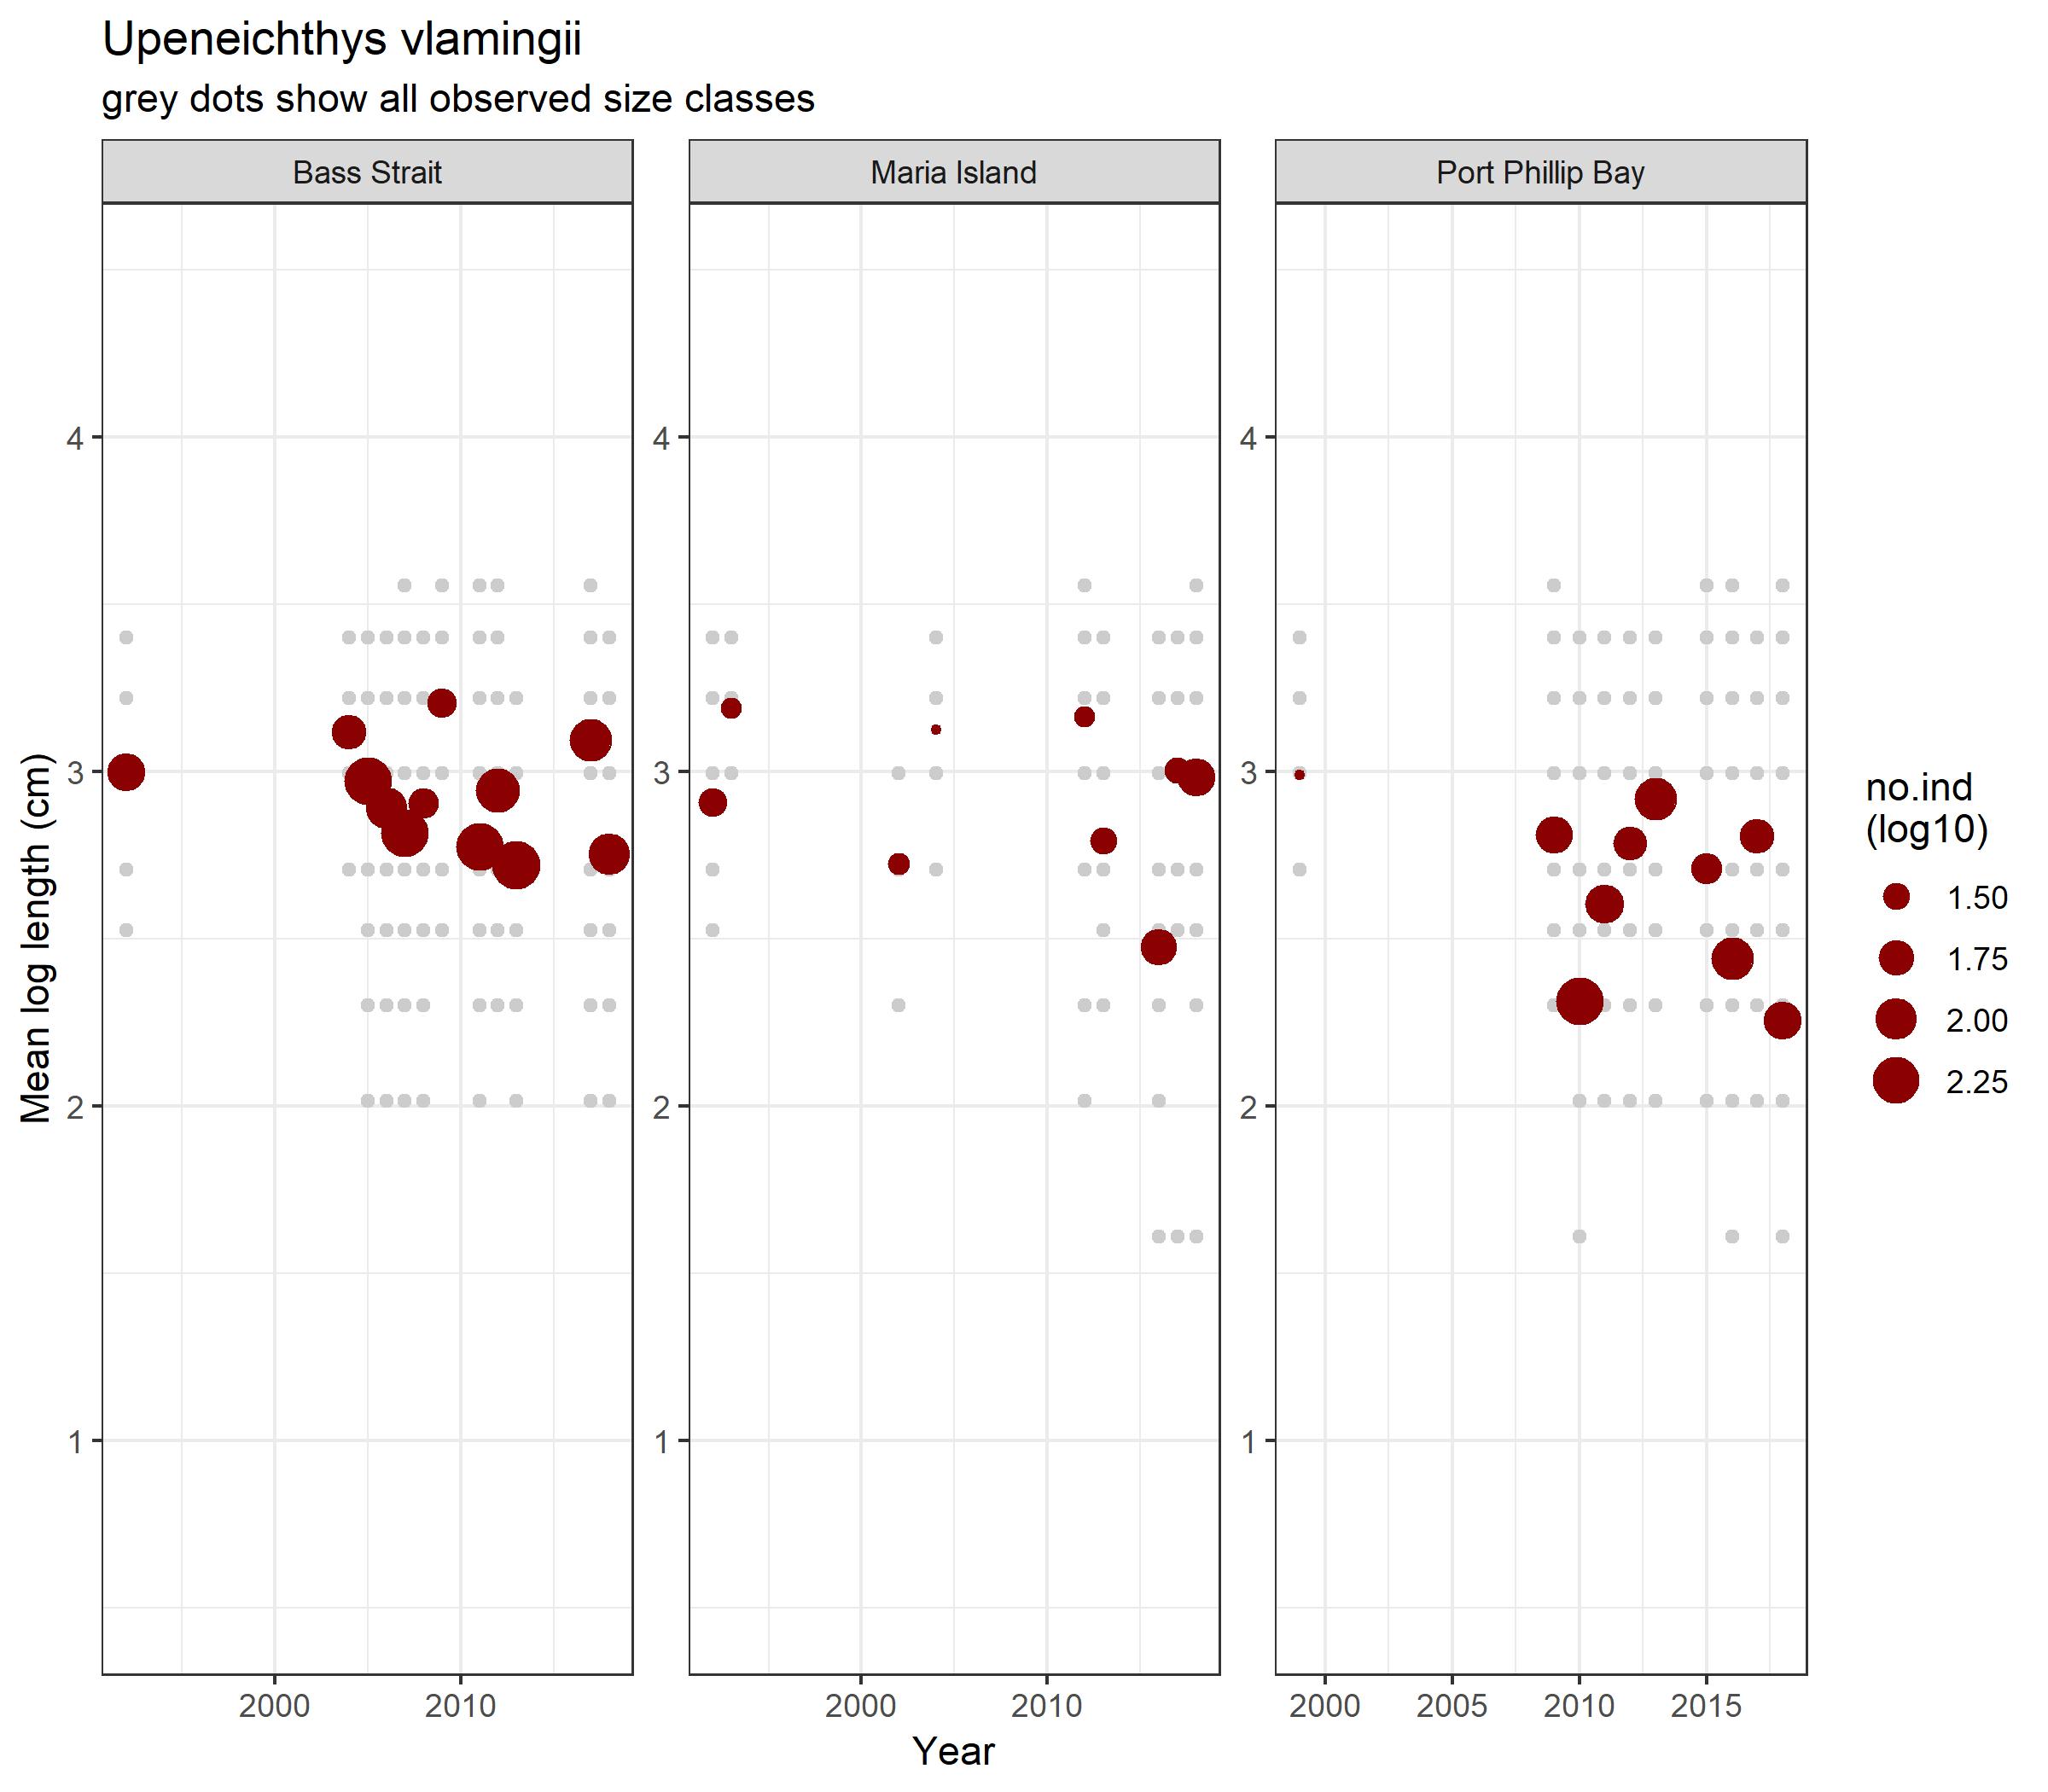 Upeneichthys vlamingii
grey dots show all observed size classes
Bass Strait
Maria Island
Port Phillip Bay
Mean log length (cm)
4
3
2
1
4
3
2
1
4
3
2
1
2000 2010
2000 2010
2000 2005 2010 2015
Year
no.ind
(log10)
1.50
1.75
2.00
2.25